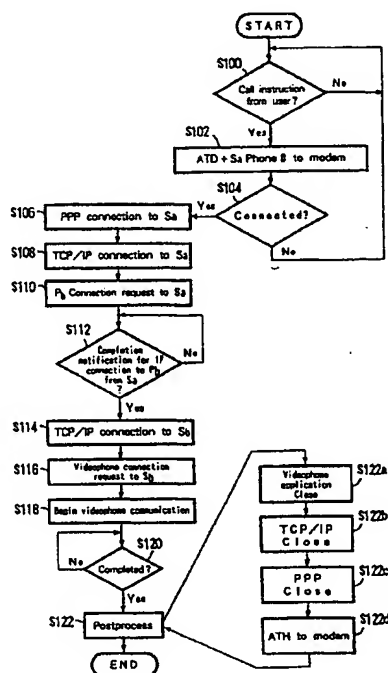 START
S100
Call instruction
from user?
No
Yes
S102
ATD + Sa Phone # to modem
S104
Connected?
Yes
No
S106
PPP connection to Sa
S108
TCP/IP connection to Sa
S110
Pb Connection request to Sa
S112
Completion
notification for IP
connection to Pb
from Sa
?
No
Yes
S114
TCP/IP connection to Sb
S116
Videophone connection
request to Sb
S118
Begin videophone communication
S120
Completed?
No
Yes
S122
Postprocess
END
S122a
Videophone
application
Close
S122b
TCP/IP
Close
S122c
PPP
Close
S122d
ATH to modem